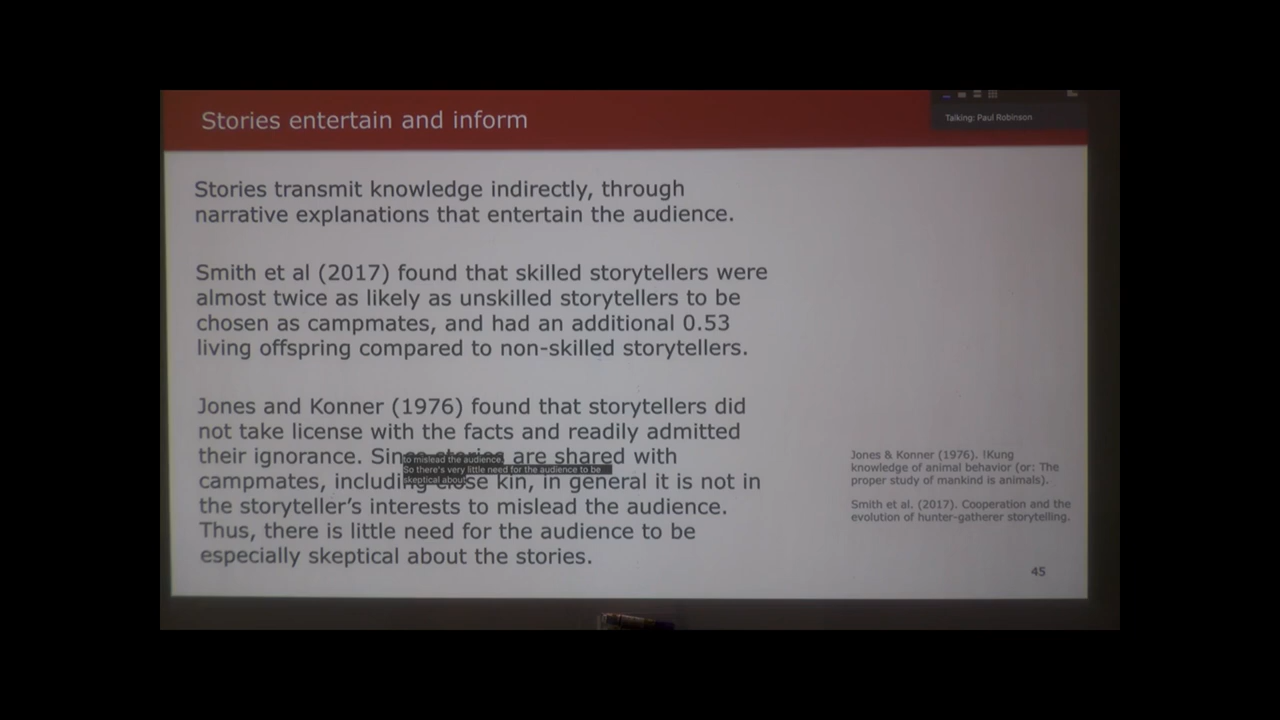 Stories entertain and inform
Talking: Paul Robinson
Stories transmit knowledge indirectly, through
narrative explanations that entertain the audience.
Smith et al (2017) found that skilled storytellers were
almost twice as likely as unskilled storytellers to be
chosen as campmates, and had an additional 0.53
living offspring compared to non-skilled storytellers.
Jones and Konner (1976) found that storytellers did
not take license with the facts and readily admitted
their ignorance. Since stories are shared with
campmates, including close kin, in general it is not in
the storyteller's interests to mislead the audience.
Thus, there is little need for the audience to be
especially skeptical about the stories.
to mislead the audience.
So there's very little need for the audience to be
skeptical about
Jones & Konner (1976). !Kung
knowledge of animal behavior (or: The
proper study of mankind is animals).
Smith et al. (2017). Cooperation and the
evolution of hunter-gatherer storytelling.
45